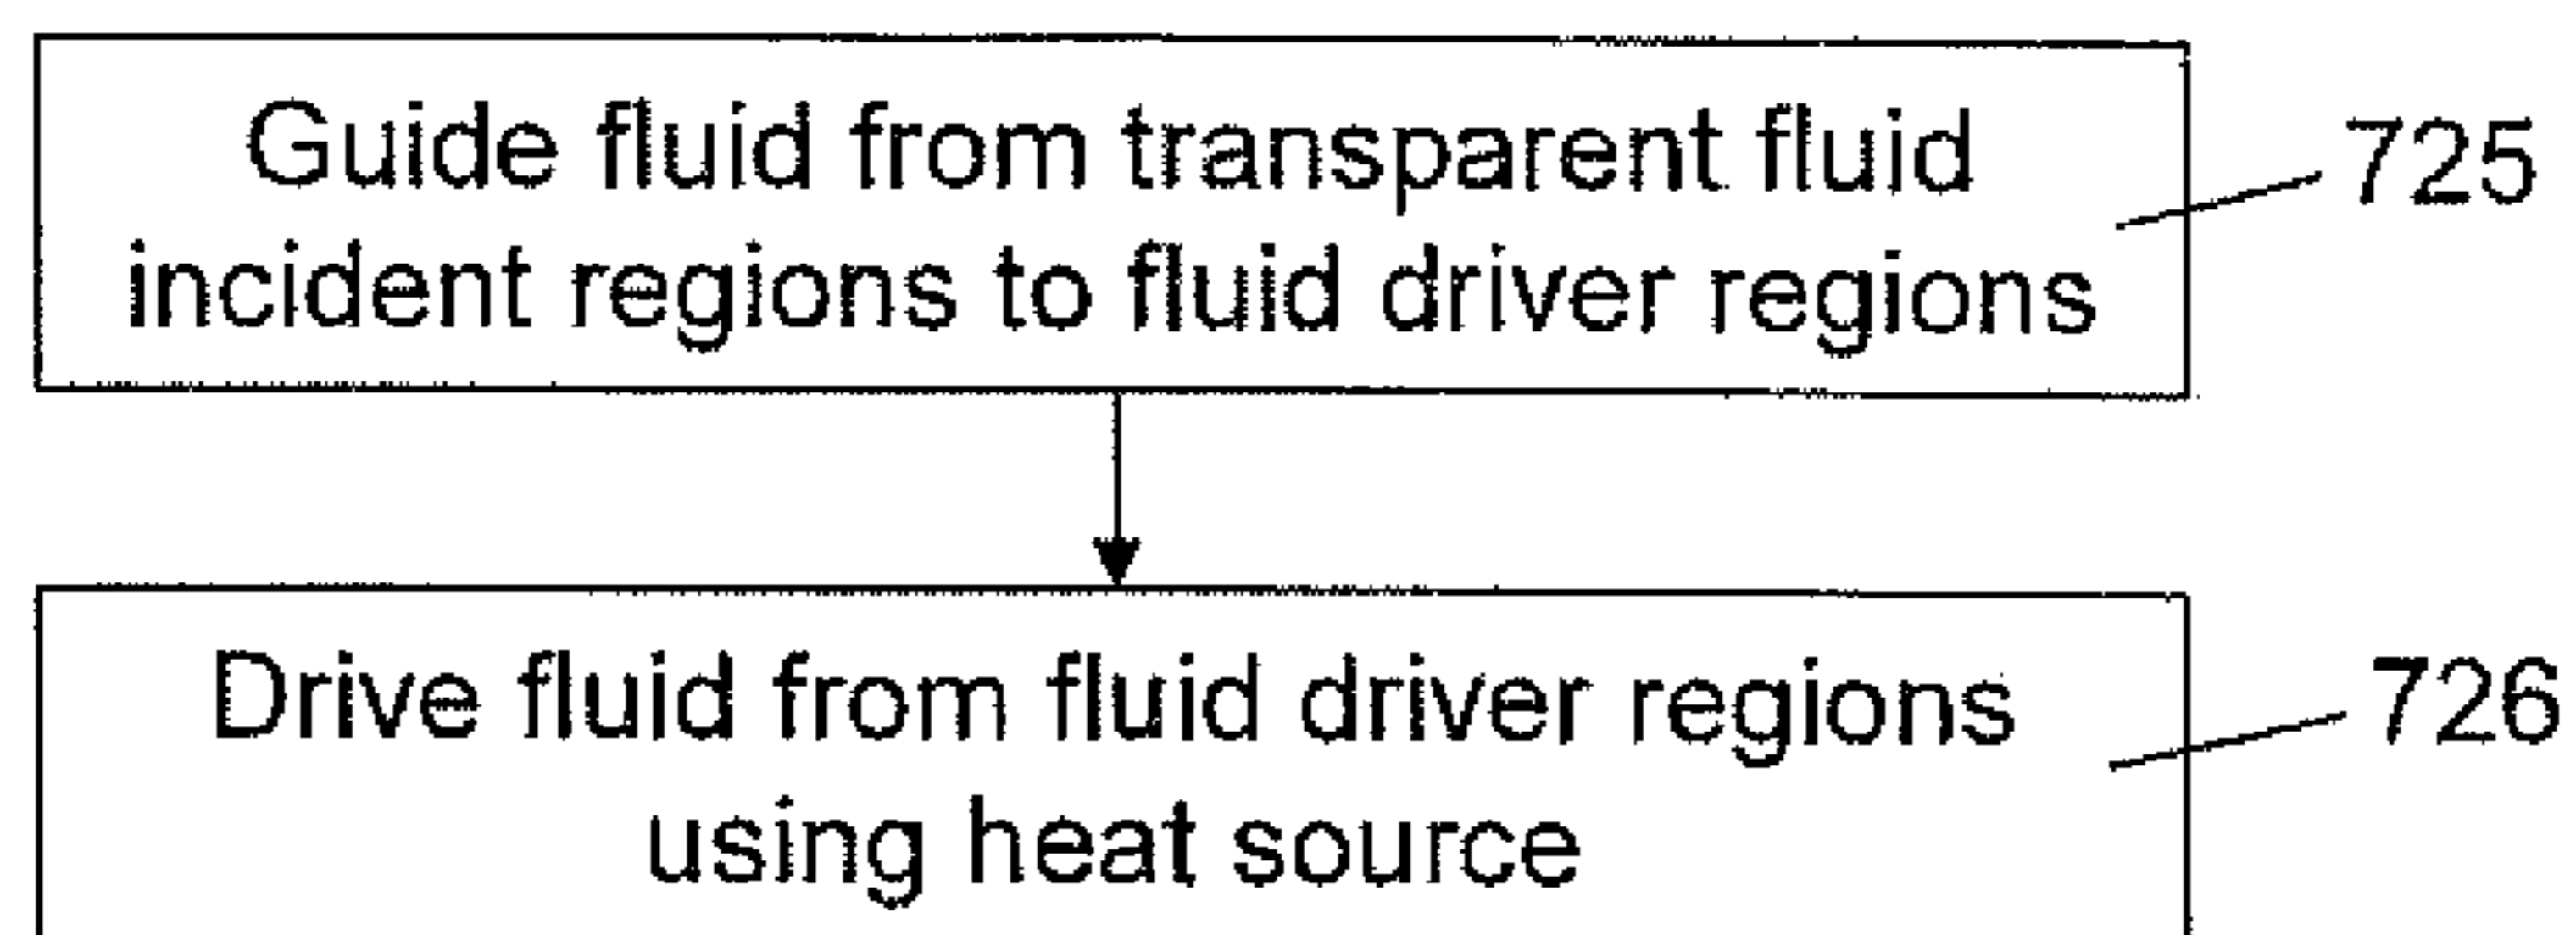 Guide fluid from transparent fluid
incident regions to fluid driver regions
725
Drive fluid from fluid driver regions
using heat source
726